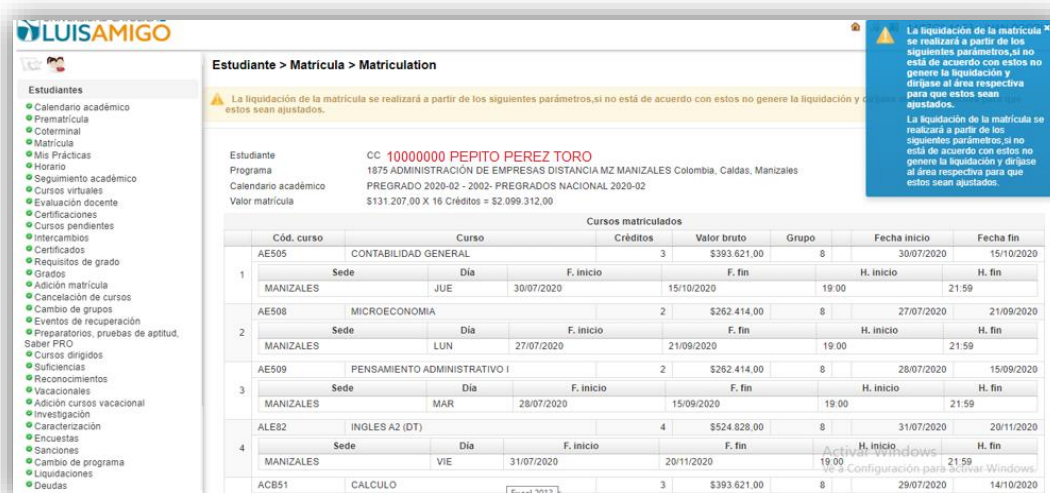 LUISAMIGO
Estudiante > Matrícula > Matriculation
La liquidación de la matrícula se realizará a partir de los siguientes parámetros,si no está de acuerdo con estos no genere la liquidación y
estos sean ajustados.
La liquidación de la matrícula
se realizará a partir de los
siguientes parámetros,si no
está de acuerdo con estos no
genere la liquidación y
diríjase al área respectiva
para que estos sean
ajustados.
La liquidación de la matrícula se
realizará a partir de los
siguientes parámetros,si no
está de acuerdo con estos no
genere la liquidación y diríjase
al área respectiva para que
estos sean ajustados.
Estudiantes
Calendario académico
Prematrícula
Coterminal
Matrícula
Mis Prácticas
Horario
Seguimiento académico
Cursos virtuales
Evaluación docente
Certificaciones
Cursos pendientes
Intercambios
Certificados
Requisitos de grado
Grados
Adición matrícula
Cancelación de cursos
Cambio de grupos
Eventos de recuperación
Preparatorios, pruebas de aptitud,
Saber PRO
Cursos dirigidos
Suficiencias
Reconocimientos
Vacacionales
Adición cursos vacacional
Investigación
Caracterización
Encuestas
Sanciones
Cambio de programa
Liquidaciones
Deudas
Estudiante CC 10000000 PEPITO PEREZ TORO
Programa 1875 ADMINISTRACIÓN DE EMPRESAS DISTANCIA MZ MANIZALES Colombia, Caldas, Manizales
Calendario académico PREGRADO 2020-02 - 2002- PREGRADOS NACIONAL 2020-02
Valor matrícula $131.207,00 X 16 Créditos = $2.099.312,00
Cursos matriculados
Cód. curso Curso Créditos Valor bruto Grupo Fecha inicio Fecha fin
AE505 CONTABILIDAD GENERAL 3 $393.621,00 8 30/07/2020 15/10/2020
1 Sede Día F. inicio F. fin H. inicio H. fin
MANIZALES JUE 30/07/2020 15/10/2020 19:00 21:59
AE508 MICROECONOMIA 2 $262.414,00 8 27/07/2020 21/09/2020
2 Sede Día F. inicio F. fin H. inicio H. fin
MANIZALES LUN 27/07/2020 21/09/2020 19:00 21:59
AE509 PENSAMIENTO ADMINISTRATIVO I 2 $262.414,00 8 28/07/2020 15/09/2020
3 Sede Día F. inicio F. fin H. inicio H. fin
MANIZALES MAR 28/07/2020 15/09/2020 19:00 21:59
ALE82 INGLES A2 (DT) 4 $524.828,00 8 31/07/2020 20/11/2020
4 Sede Día F. inicio F. fin H. inicio H. fin
MANIZALES VIE 31/07/2020 20/11/2020 19:00 21:59
Activar Windows
Ve a Configuración para activar Windows.
ACB51 CALCULO 3 $393.621,00 8 29/07/2020 14/10/2020